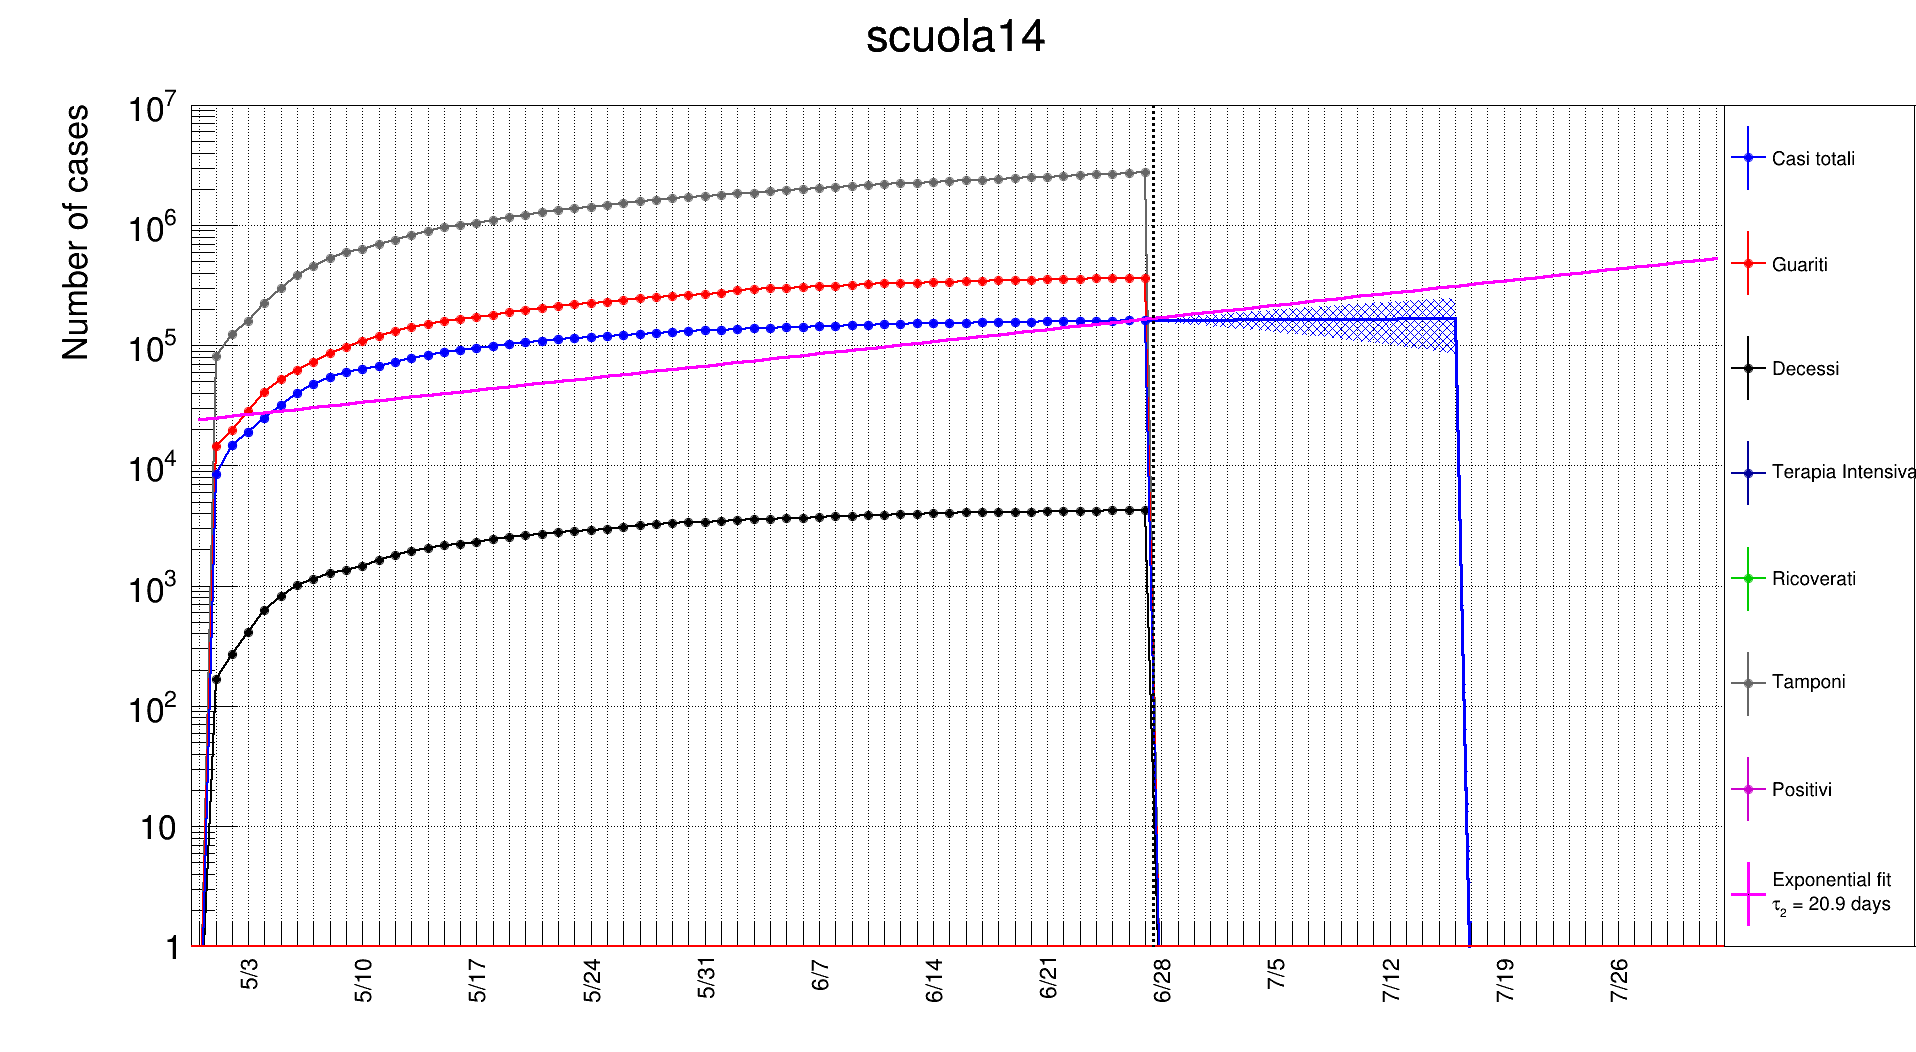 scuola14
Number of cases
10^7
10^6
10^5
10^4
10^3
10^2
10
1
5/3
5/10
5/17
5/24
5/31
6/7
6/14
6/21
6/28
7/5
7/12
7/19
7/26
Casi totali
Guariti
Decessi
Terapia Intensiva
Ricoverati
Tamponi
Positivi
Exponential fit
τ₂ = 20.9 days